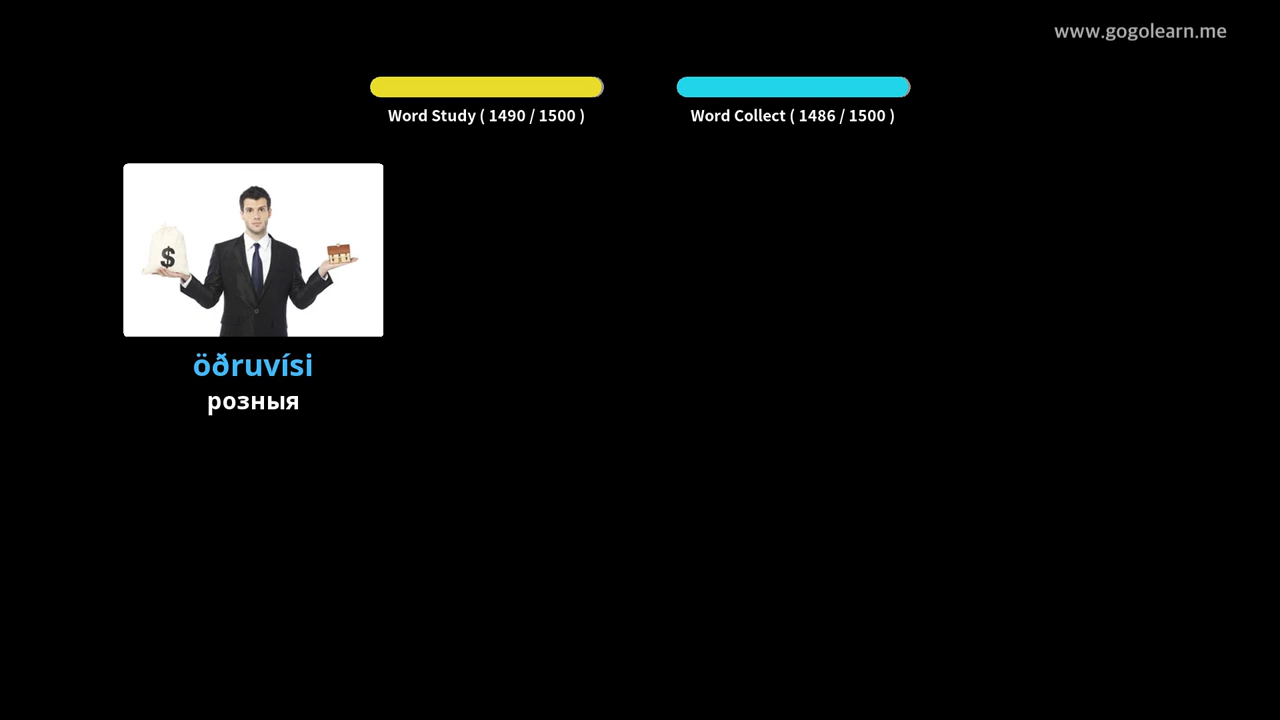 www.gogolearn.me
Word Study ( 1490 / 1500 )
Word Collect ( 1486 / 1500 )
$
öðruvísi
розныя